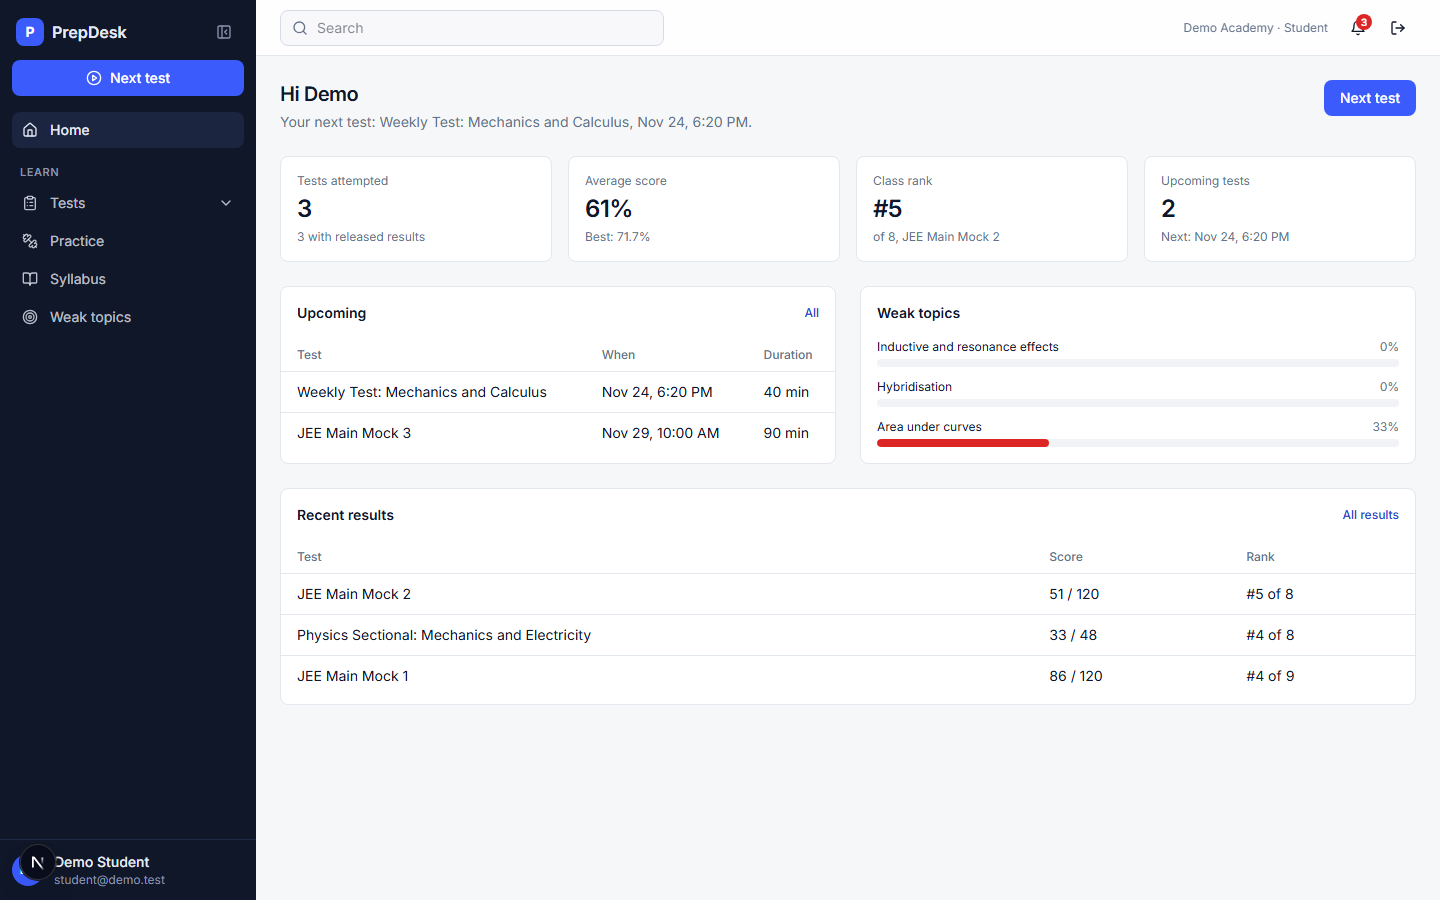 P PrepDesk
Next test
Home
LEARN
Tests
Practice
Syllabus
Weak topics
N Demo Student
student@demo.test
Search
Demo Academy · Student
3
Hi Demo
Your next test: Weekly Test: Mechanics and Calculus, Nov 24, 6:20 PM.
Next test
Tests attempted
3
3 with released results
Average score
61%
Best: 71.7%
Class rank
#5
of 8, JEE Main Mock 2
Upcoming tests
2
Next: Nov 24, 6:20 PM
Upcoming All
Test When Duration
Weekly Test: Mechanics and Calculus Nov 24, 6:20 PM 40 min
JEE Main Mock 3 Nov 29, 10:00 AM 90 min
Weak topics
Inductive and resonance effects 0%
Hybridisation 0%
Area under curves 33%
Recent results All results
Test Score Rank
JEE Main Mock 2 51 / 120 #5 of 8
Physics Sectional: Mechanics and Electricity 33 / 48 #4 of 8
JEE Main Mock 1 86 / 120 #4 of 9